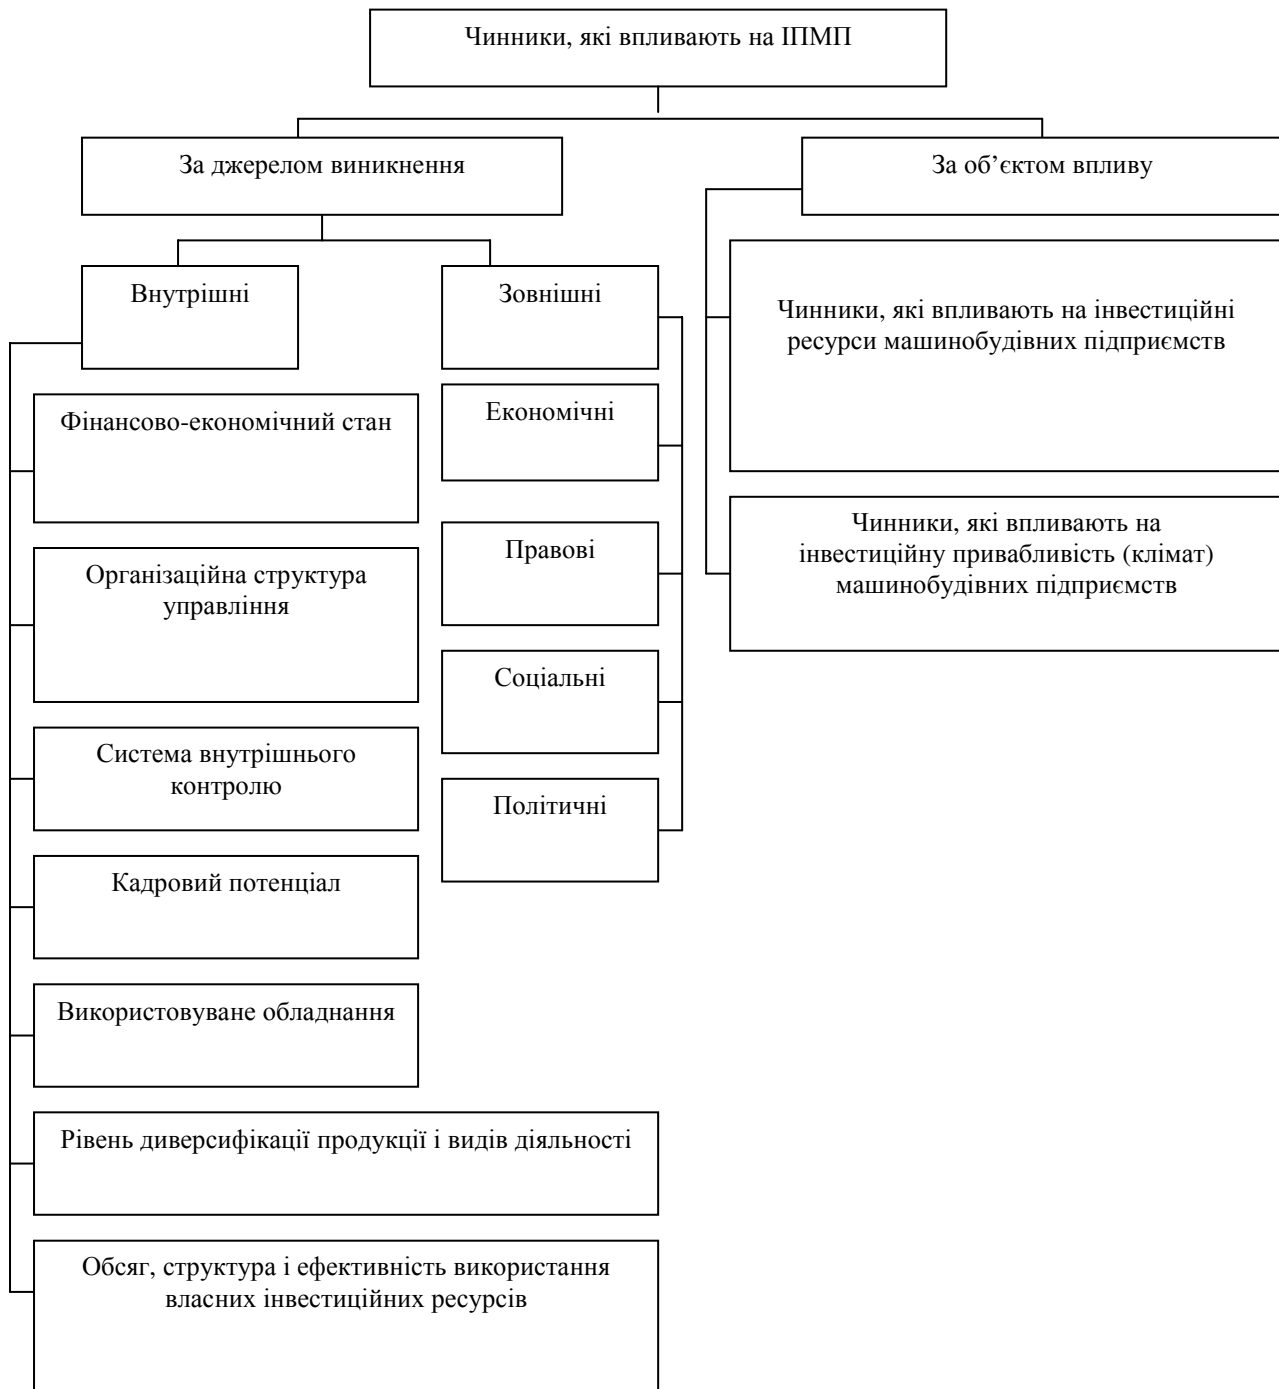 Чинники, які впливають на ІПМП
За джерелом виникнення
За об’єктом впливу
Внутрішні
Зовнішні
Чинники, які впливають на інвестиційні
ресурси машинобудівних підприємств
Фінансово-економічний стан
Економічні
Чинники, які впливають на
інвестиційну привабливість (клімат)
машинобудівних підприємств
Організаційна структура
управління
Правові
Соціальні
Система внутрішнього
контролю
Політичні
Кадровий потенціал
Використовуване обладнання
Рівень диверсифікації продукції і видів діяльності
Обсяг, структура і ефективність використання
власних інвестиційних ресурсів